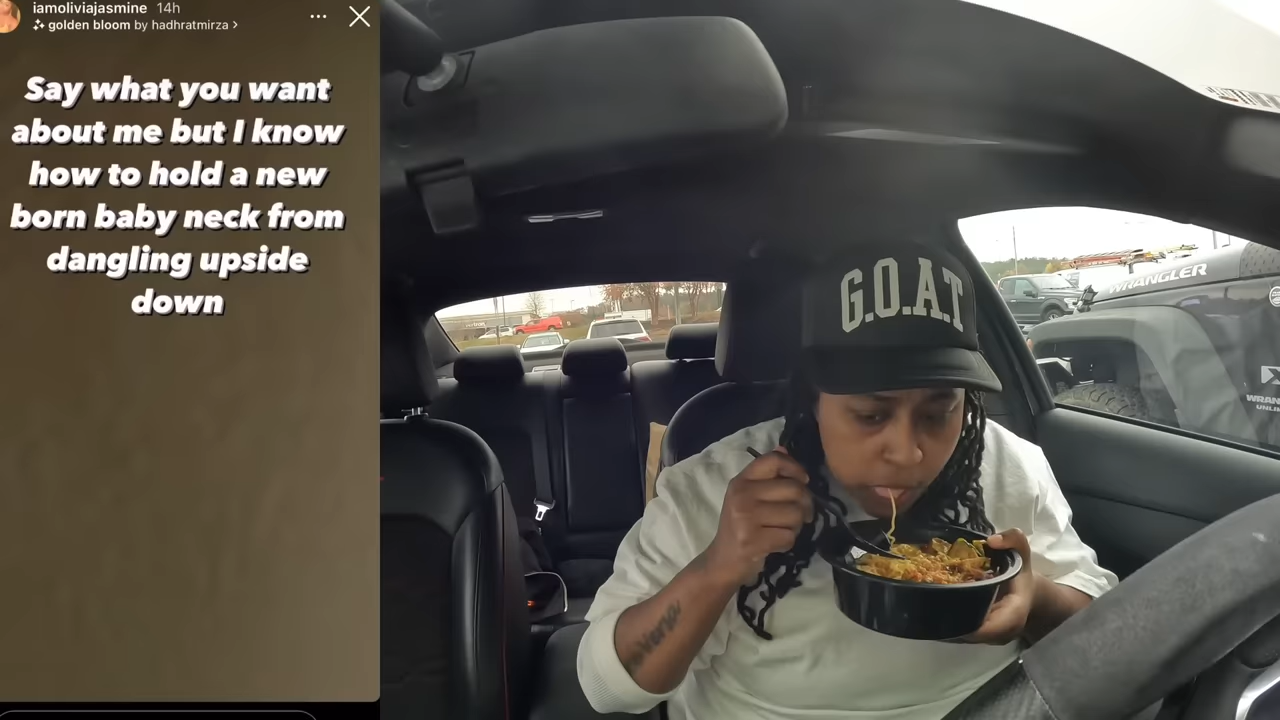 iamoliviajasmine 14h
golden bloom by hadhratmirza >
Say what you want
about me but I know
how to hold a new
born baby neck from
dangling upside
down
G.O.A.T
WRANGLER